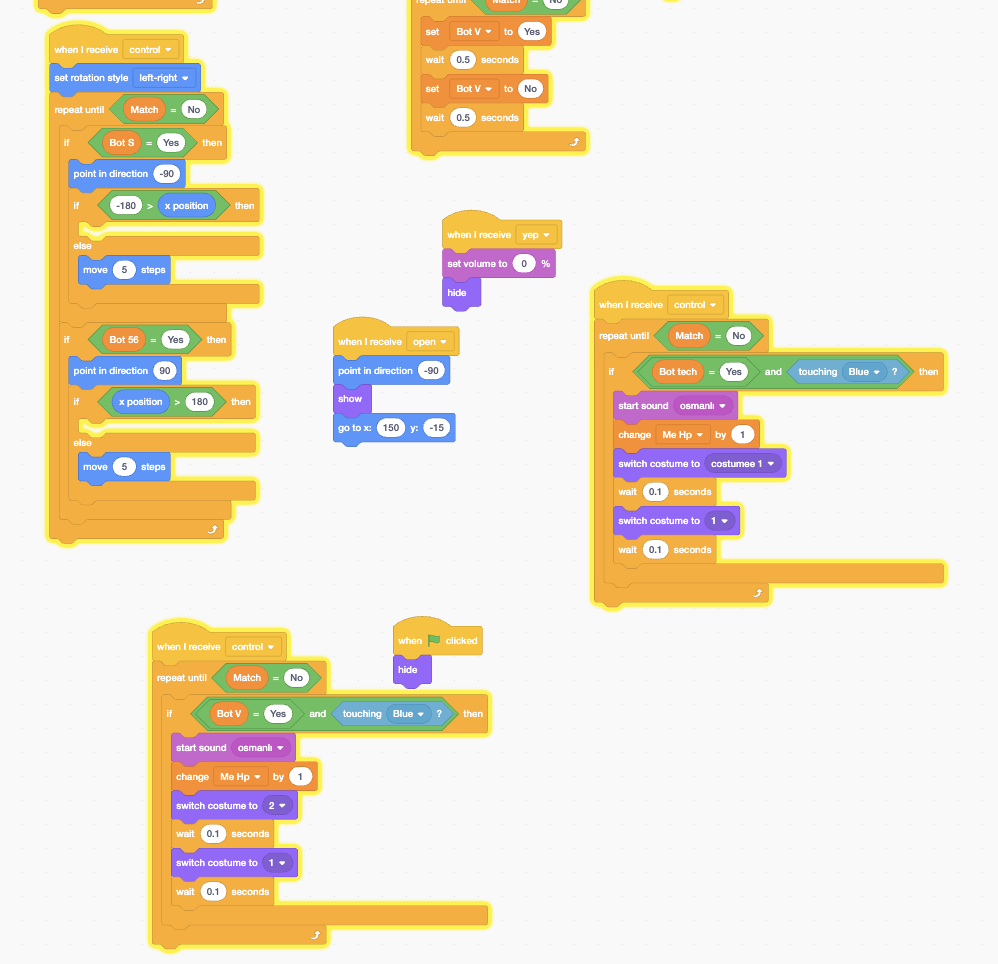 when I receive control
set rotation style left-right
repeat until Match = No
if Bot S = Yes then
point in direction -90
if -180 > x position then
else
move 5 steps
if Bot 56 = Yes then
point in direction 90
if x position > 180 then
else
move 5 steps
repeat until Match = No
set Bot V to Yes
wait 0.5 seconds
set Bot V to No
wait 0.5 seconds
when I receive yep
set volume to 0 %
hide
when I receive open
point in direction -90
show
go to x: 150 y: -15
when I receive control
repeat until Match = No
if Bot tech = Yes and touching Blue ? then
start sound osmanlı
change Me Hp by 1
switch costume to costumee 1
wait 0.1 seconds
switch costume to 1
wait 0.1 seconds
when I receive control
repeat until Match = No
if Bot V = Yes and touching Blue ? then
start sound osmanlı
change Me Hp by 1
switch costume to 2
wait 0.1 seconds
switch costume to 1
wait 0.1 seconds
when clicked
hide